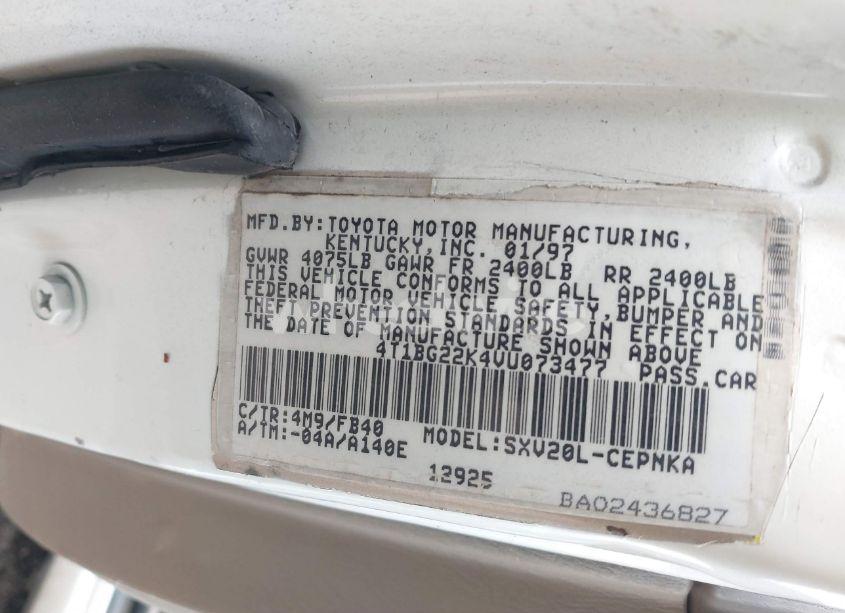 MFD.BY:TOYOTA MOTOR MANUFACTURING,
KENTUCKY,INC. 01/97
GVWR 4075LB GAWR FR 2400LB RR 2400LB
THIS VEHICLE CONFORMS TO ALL APPLICABLE
FEDERAL MOTOR VEHICLE SAFETY,BUMPER AND
THEFT PREVENTION STANDARDS IN EFFECT ON
THE DATE OF MANUFACTURE SHOWN ABOVE
4T1BG22K4VU073477 PASS.CAR
C/TR:4M9/FB40
A/TM:-04A/A140E MODEL:SXV20L-CEPNKA
12925
BA02436827